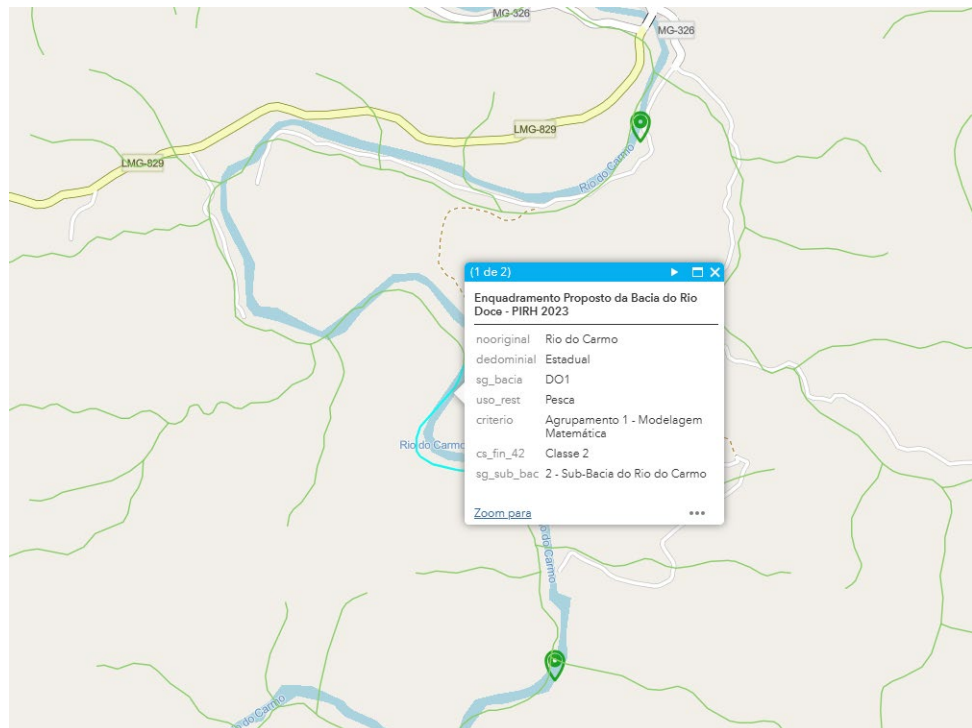 MG-326
MG-326
LMG-829
LMG-829
Rio do Carmo
(1 de 2)
Enquadramento Proposto da Bacia do Rio
Doce - PIRH 2023
nooriginal Rio do Carmo
dedominial Estadual
sg_bacia DO1
uso_rest Pesca
criterio Agrupamento 1 - Modelagem
Matemática
cs_fin_42 Classe 2
sg_sub_bac 2 - Sub-Bacia do Rio do Carmo
Zoom para
Rio do Carmo
o do Carmo
Rio do Carmo